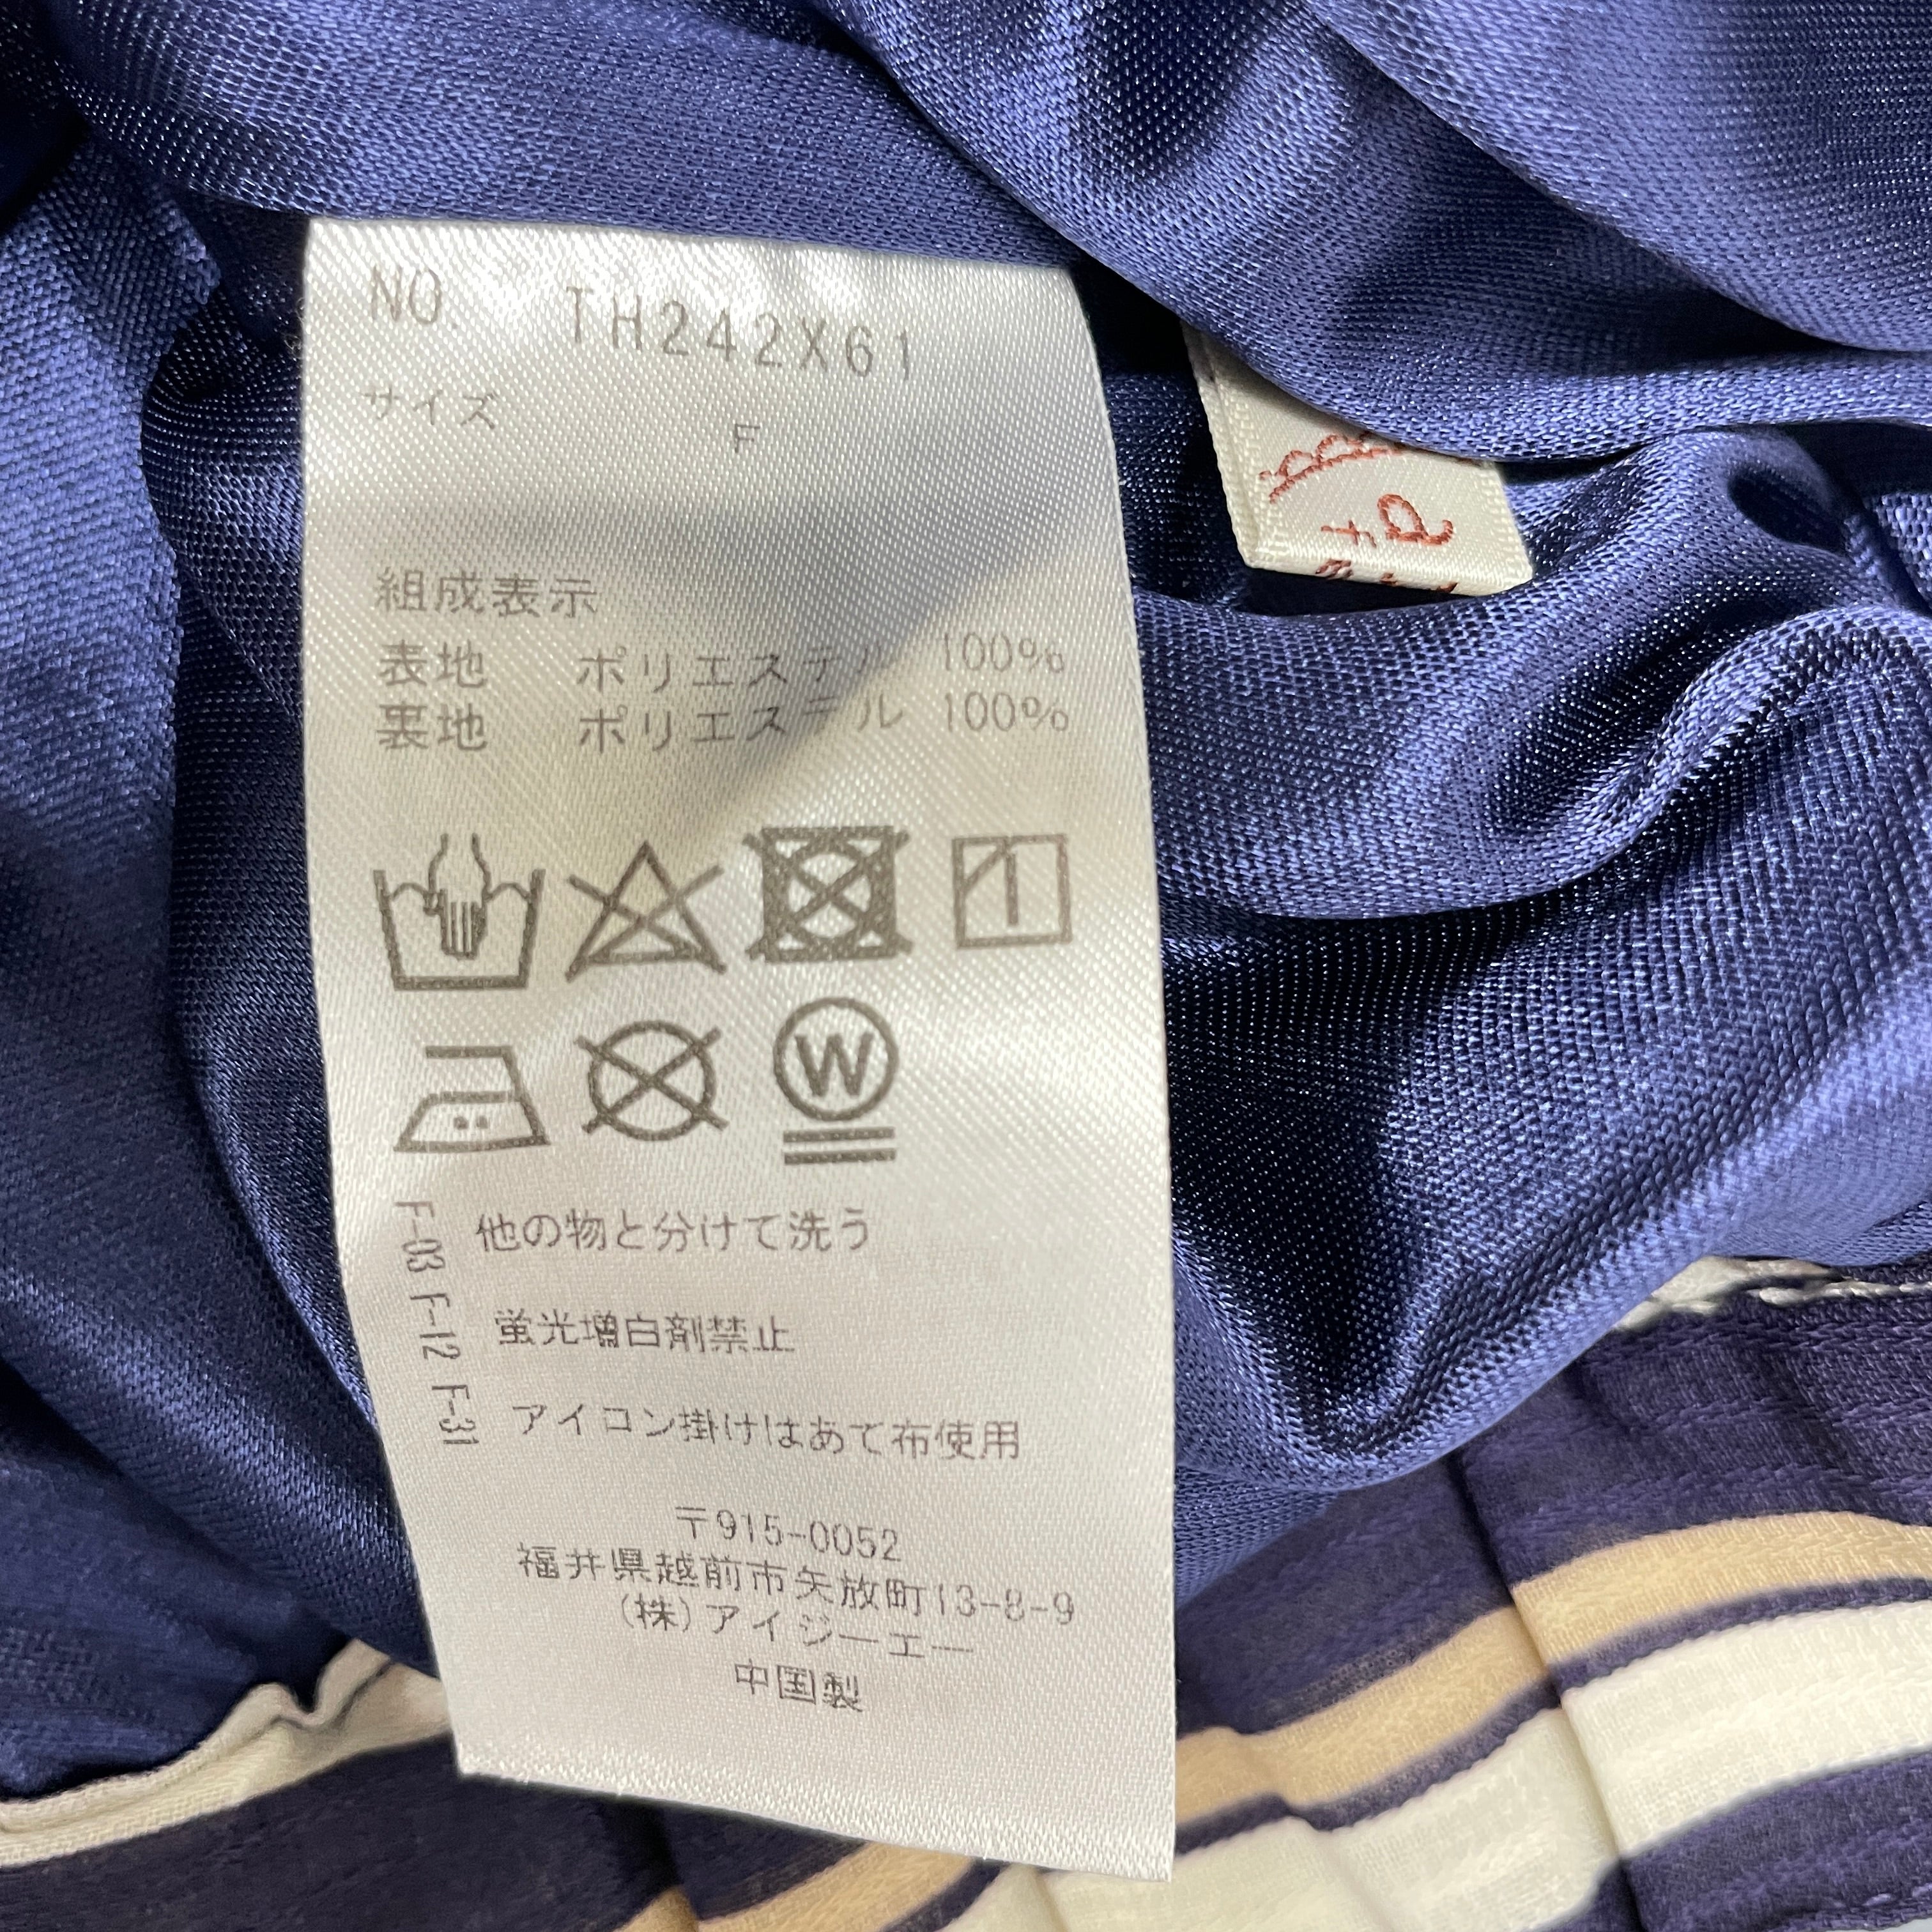 NO. TH242X61
サイズ F
組成表示
表地 ポリエステル 100%
裏地 ポリエステル 100%
W
F-03 F-12 F-31
他の物と分けて洗う
蛍光増白剤禁止
アイロン掛けはあて布使用
〒915-0052
福井県越前市矢放町13-8-9
(株)アイジーエー
中国製